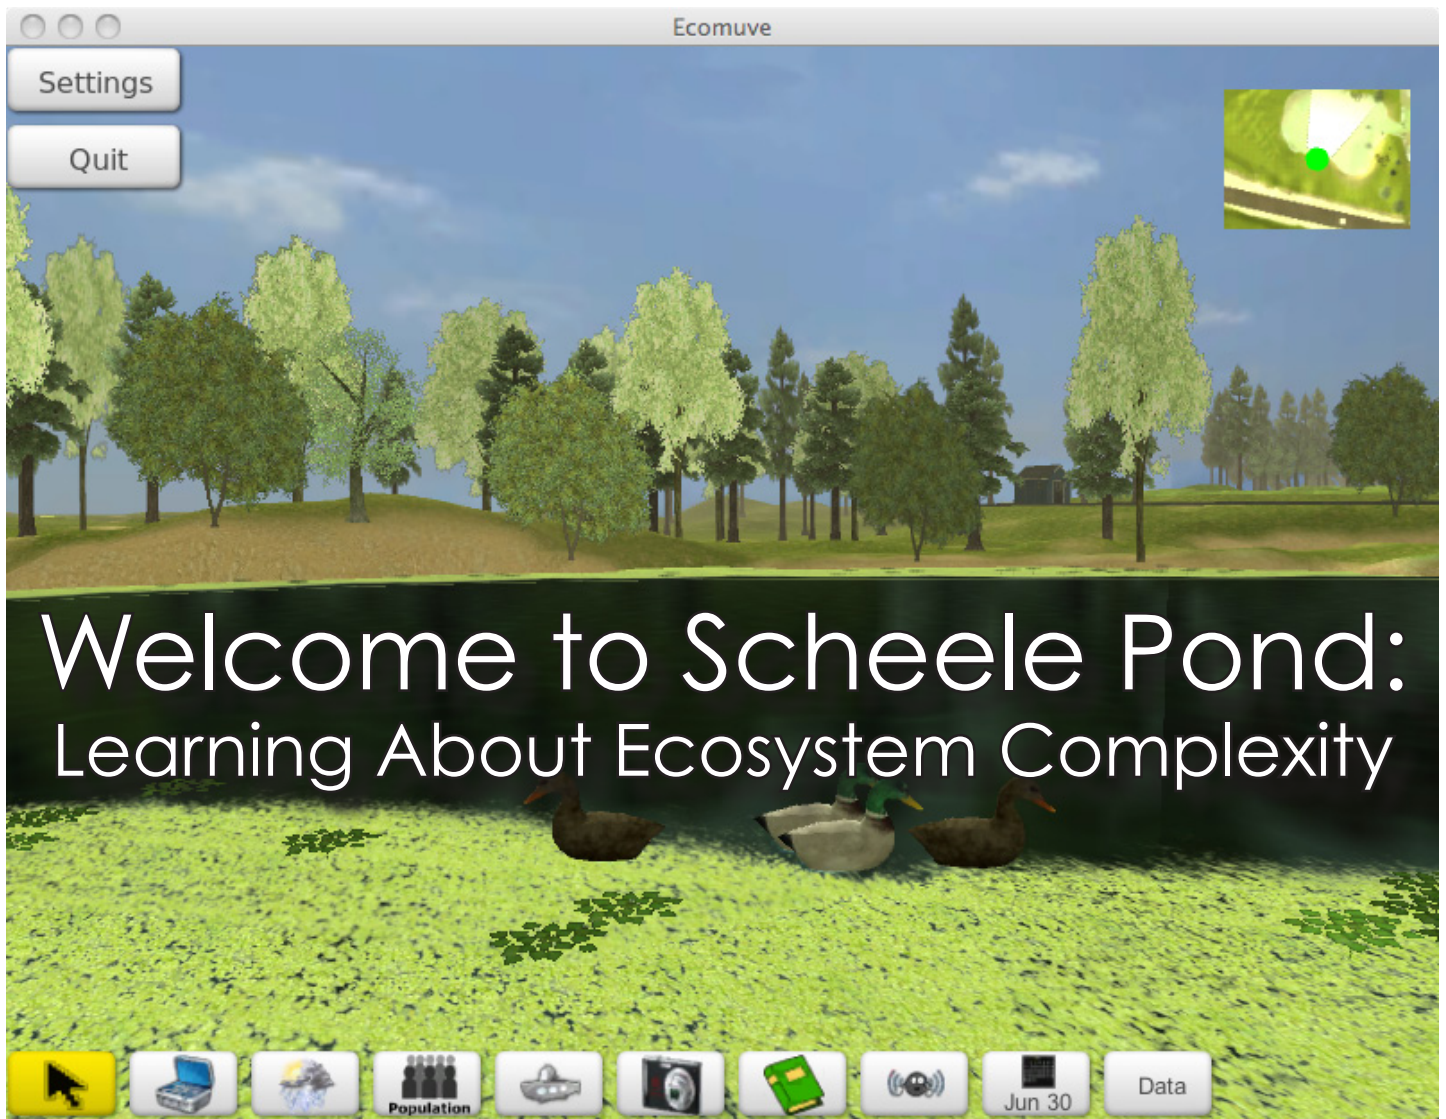 Ecomuve
Settings
Quit
Welcome to Scheele Pond:
Learning About Ecosystem Complexity
Population
Jun 30
Data